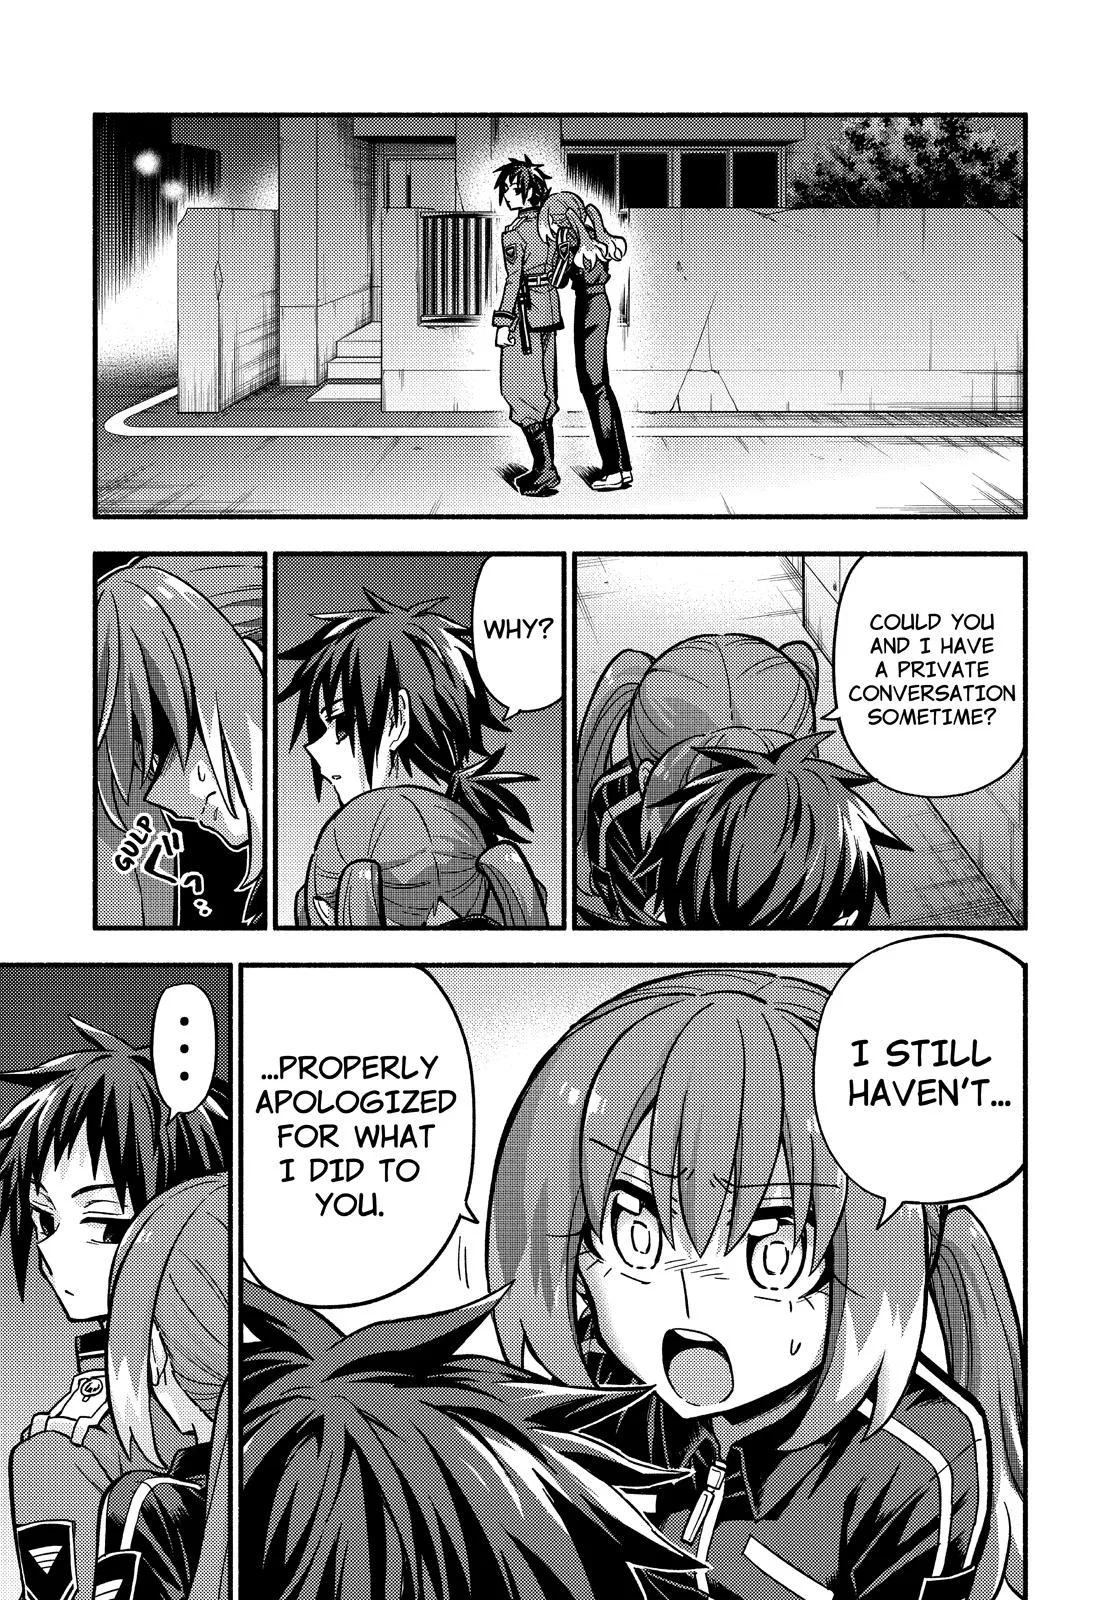 COULD YOU
AND I HAVE
A PRIVATE
CONVERSATION
SOMETIME?
WHY?
GULP
I STILL
HAVEN'T...
...PROPERLY
APOLOGIZED
FOR WHAT
I DID TO
YOU.
...